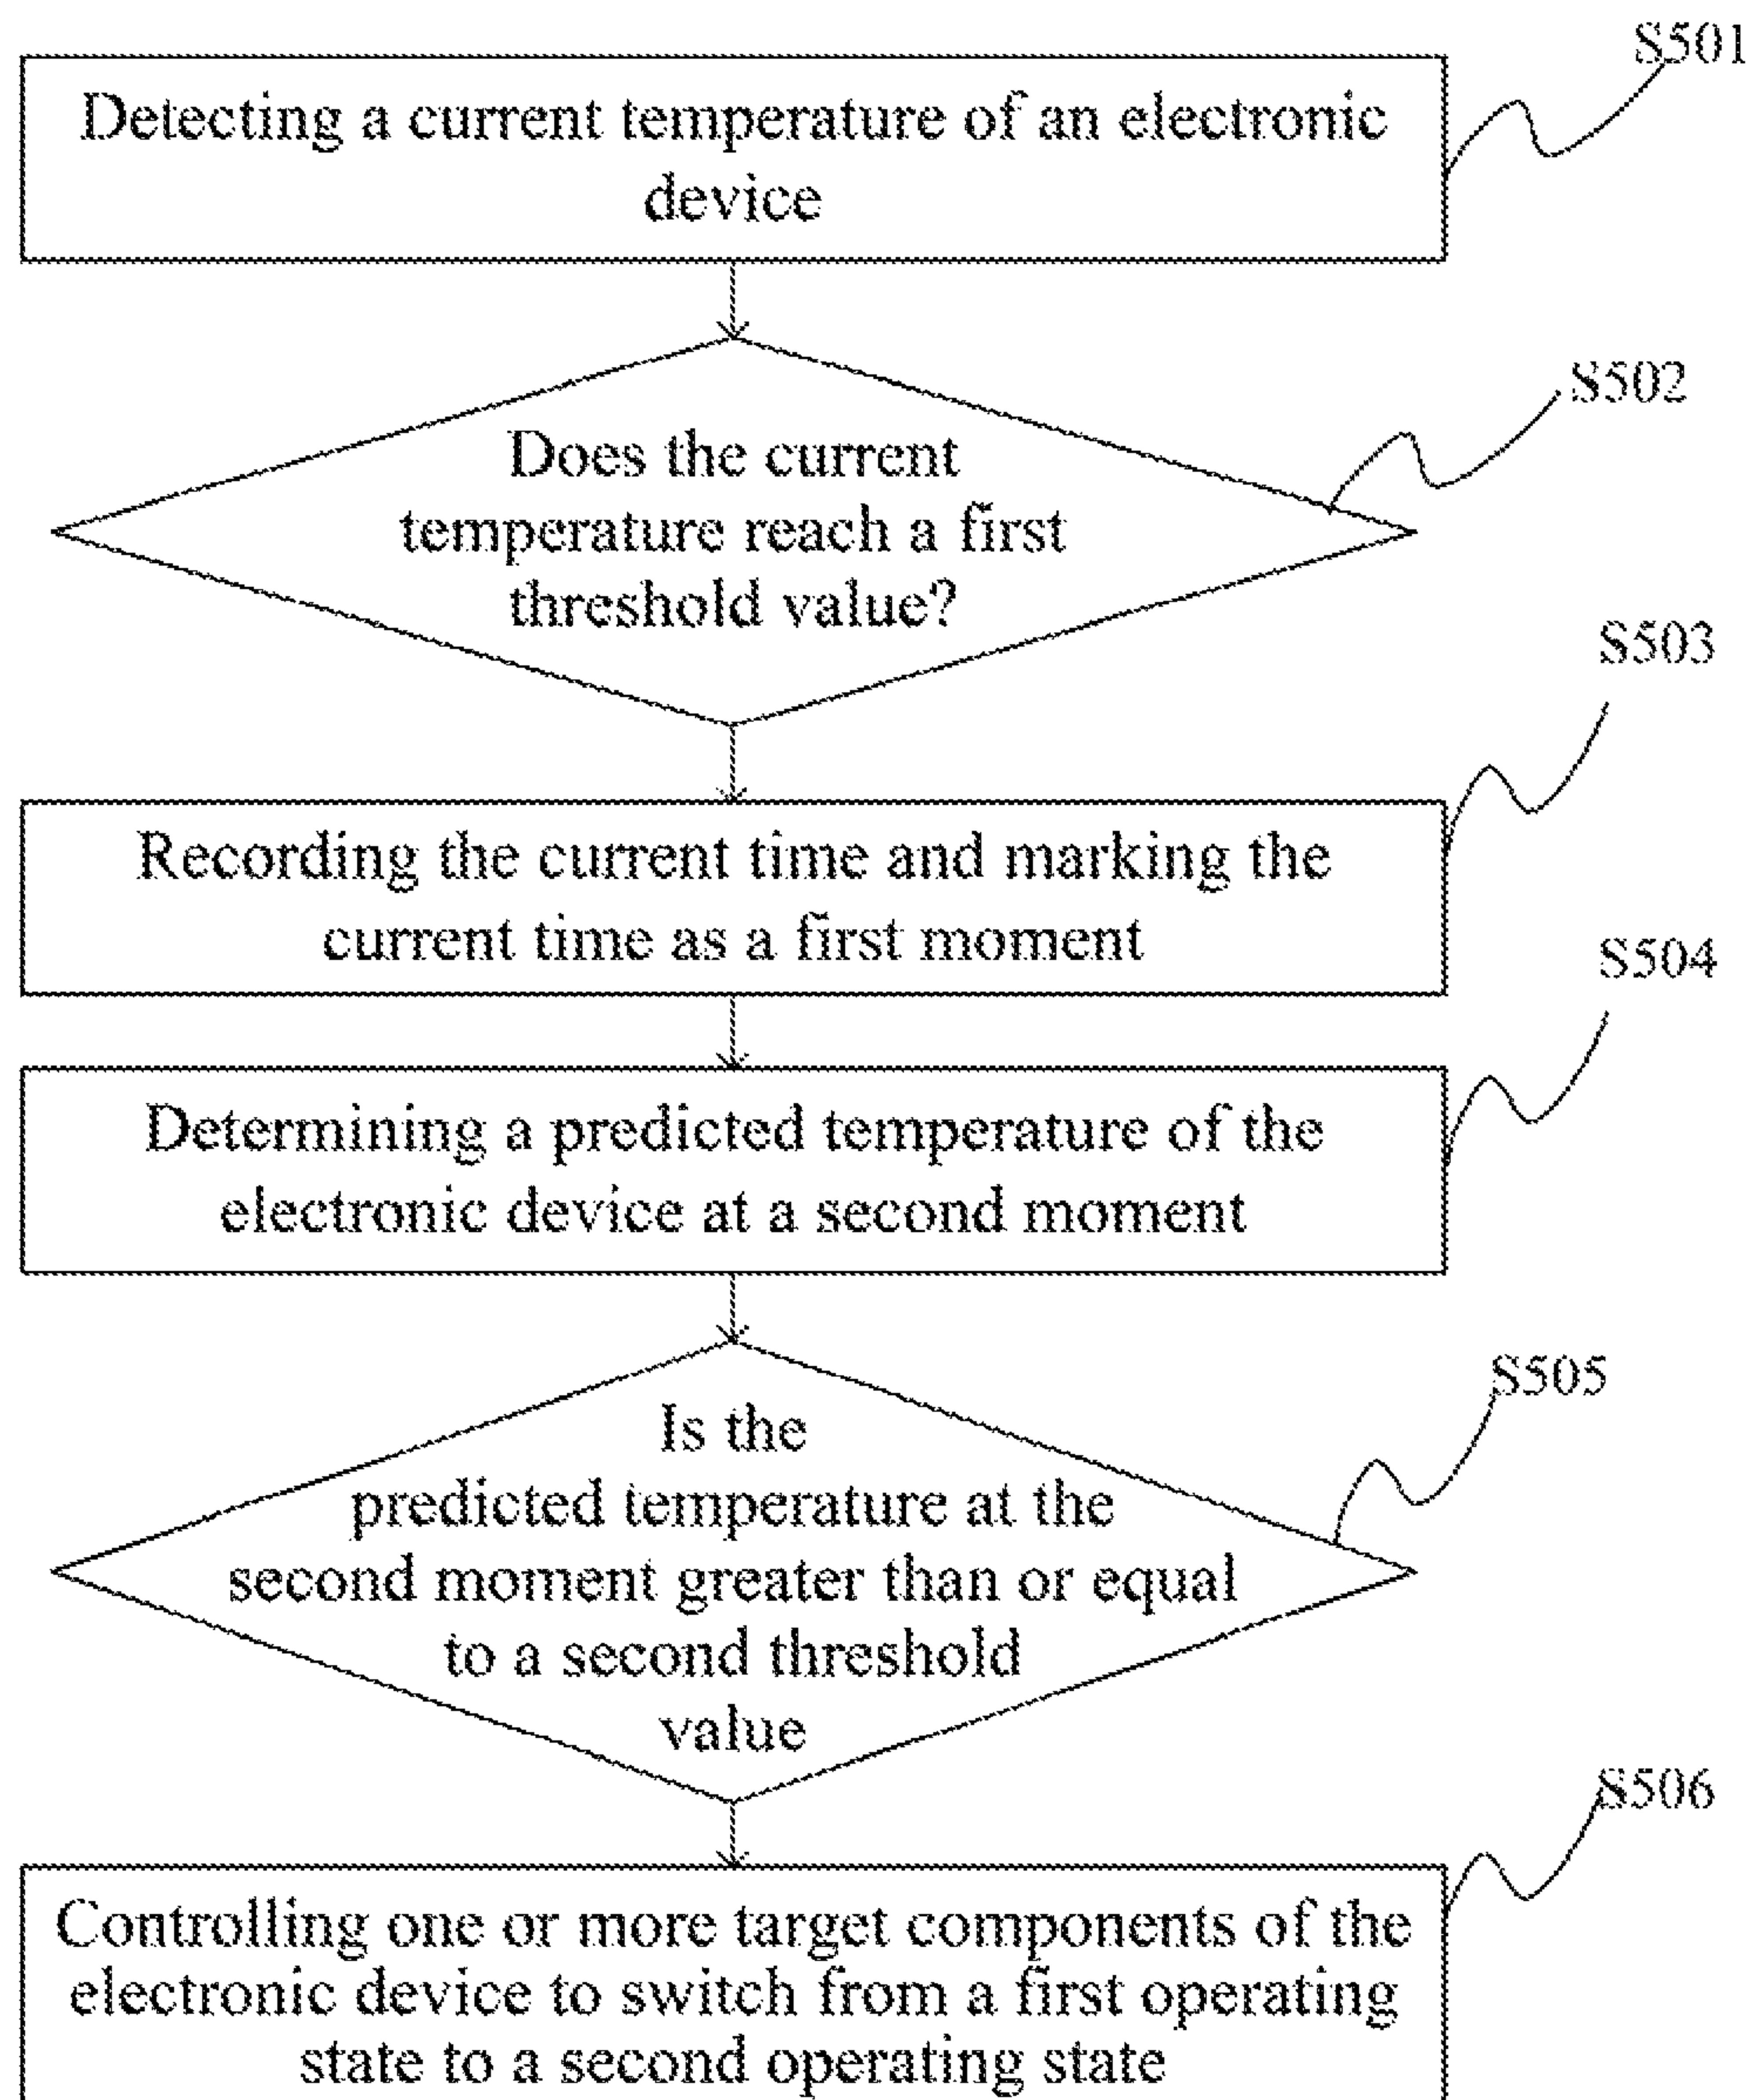 S501
Detecting a current temperature of an electronic
device
S502
Does the current
temperature reach a first
threshold value?
S503
Recording the current time and marking the
current time as a first moment
S504
Determining a predicted temperature of the
electronic device at a second moment
S505
Is the
predicted temperature at the
second moment greater than or equal
to a second threshold
value
S506
Controlling one or more target components of the
electronic device to switch from a first operating
state to a second operating state